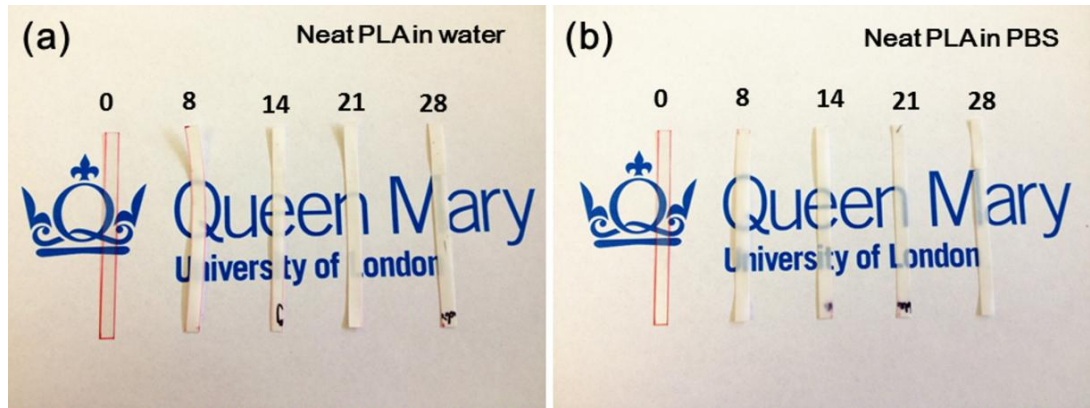 (a)
Neat PLA in water
0 8 14 21 28
Queen Mary
University of London
(b)
Neat PLA in PBS
0 8 14 21 28
Queen Mary
University of London